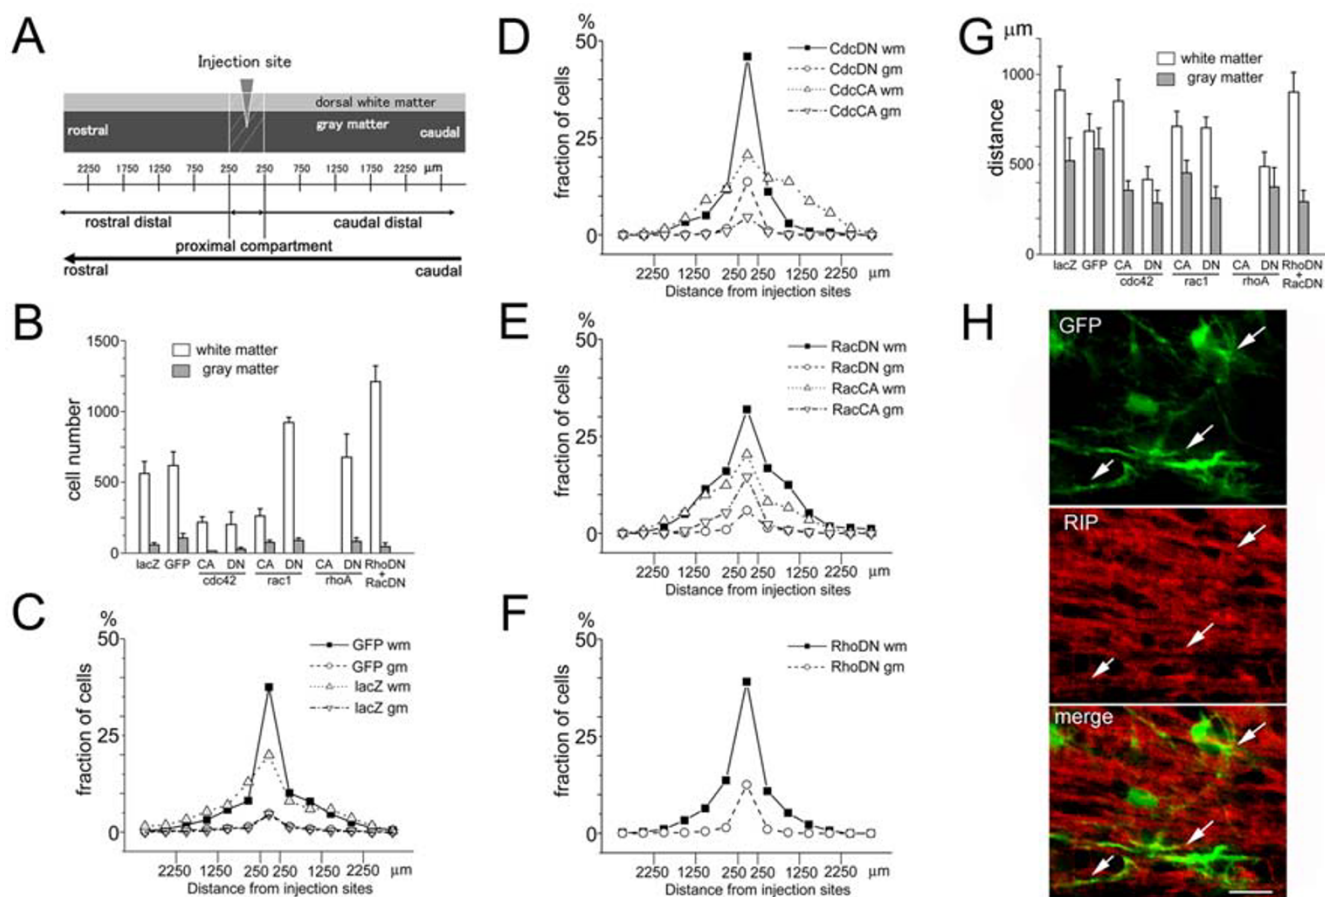 A
Injection site
dorsal white matter
gray matter
rostral
caudal
2250 1750 1250 750 250 250 750 1250 1750 2250 μm
rostral distal
caudal distal
proximal compartment
rostral
caudal
B
1500
1000
500
0
cell number
white matter
gray matter
lacZ GFP CA DN CA DN CA DN RhoDN
cdc42 rac1 rhoA +
RacDN
C
%
50
25
0
fraction of cells
GFP wm
GFP gm
lacZ wm
lacZ gm
2250 1250 250 250 1250 2250 μm
Distance from injection sites
D
%
50
25
0
fraction of cells
CdcDN wm
CdcDN gm
CdcCA wm
CdcCA gm
2250 1250 250 250 1250 2250 μm
Distance from injection sites
E
%
50
25
0
fraction of cells
RacDN wm
RacDN gm
RacCA wm
RacCA gm
2250 1250 250 250 1250 2250 μm
Distance from injection sites
F
%
50
25
0
fraction of cells
RhoDN wm
RhoDN gm
2250 1250 250 250 1250 2250 μm
Distance from injection sites
G
μm
1000
500
0
distance
white matter
gray matter
lacZ GFP CA DN CA DN CA DN RhoDN
cdc42 rac1 rhoA +
RacDN
H
GFP
RIP
merge